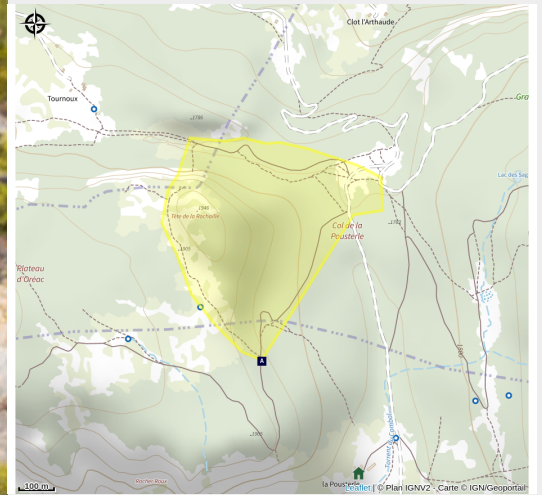 Clot l'Arthaude
Tournoux
1786
Gra
Lac des Sag
1946
Tête de la Rochaille
Col de la
Pousterle
1763
1903
Plateau
d'Oréac
A
1900
Rocher Roux
100 m
la Pousterle
Leaflet | © Plan IGNV2 - Carte © IGN/Geoportail